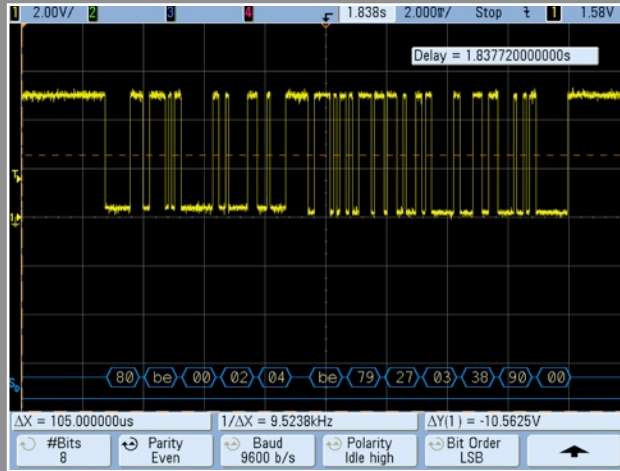 1 2.00V/ 2 3 4 1.838s 2.000ms/ Stop 1 1.58V
Delay = 1.837720000000s
T
1
80 be 00 02 04 be 79 27 03 38 90 00
ΔX = 105.000000us 1/ΔX = 9.5238kHz ΔY(1) = -10.5625V
#Bits Parity Baud Polarity Bit Order
8 Even 9600 b/s Idle high LSB